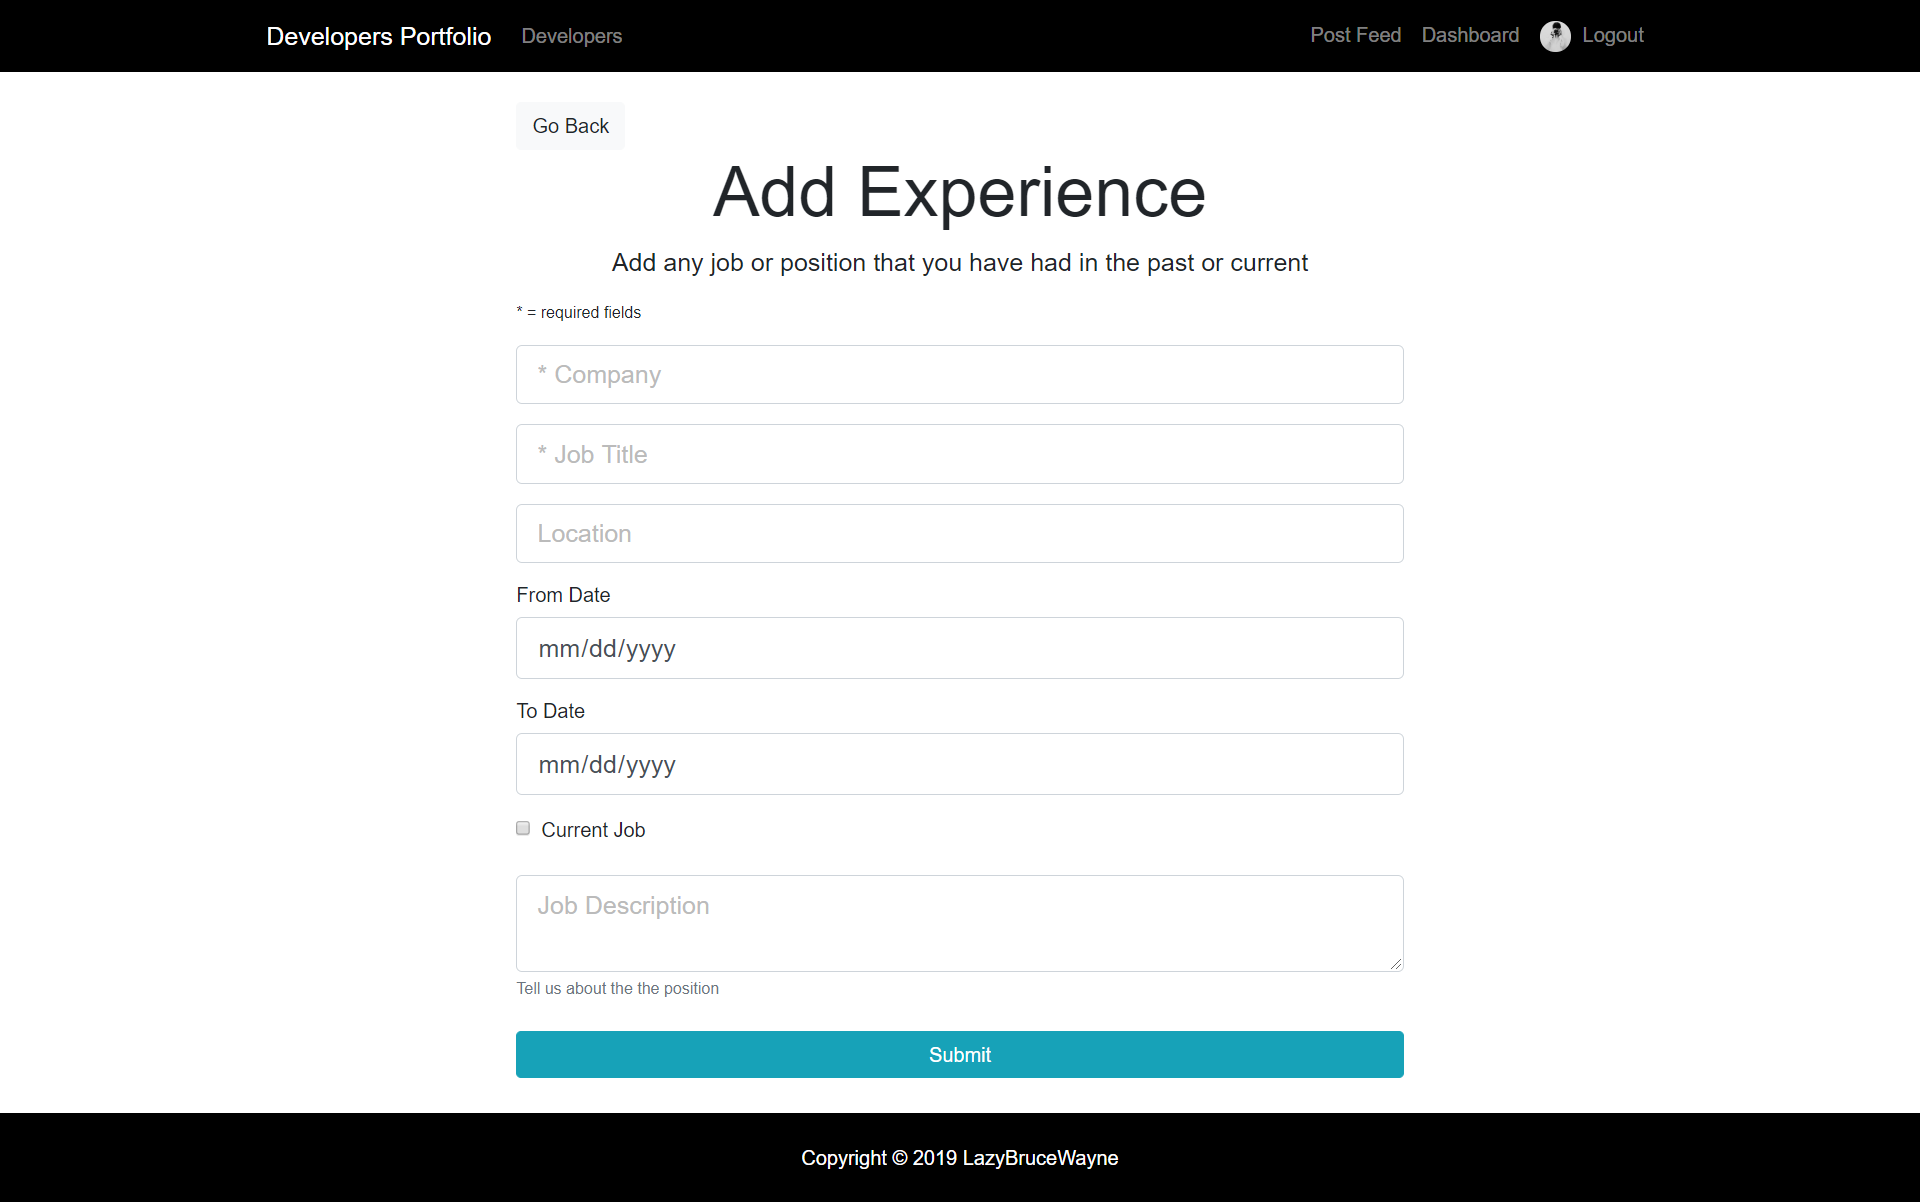 Developers Portfolio Developers Post Feed Dashboard Logout
Go Back
Add Experience
Add any job or position that you have had in the past or current
* = required fields
* Company
* Job Title
Location
From Date
mm/dd/yyyy
To Date
mm/dd/yyyy
Current Job
Job Description
Tell us about the the position
Submit
Copyright © 2019 LazyBruceWayne